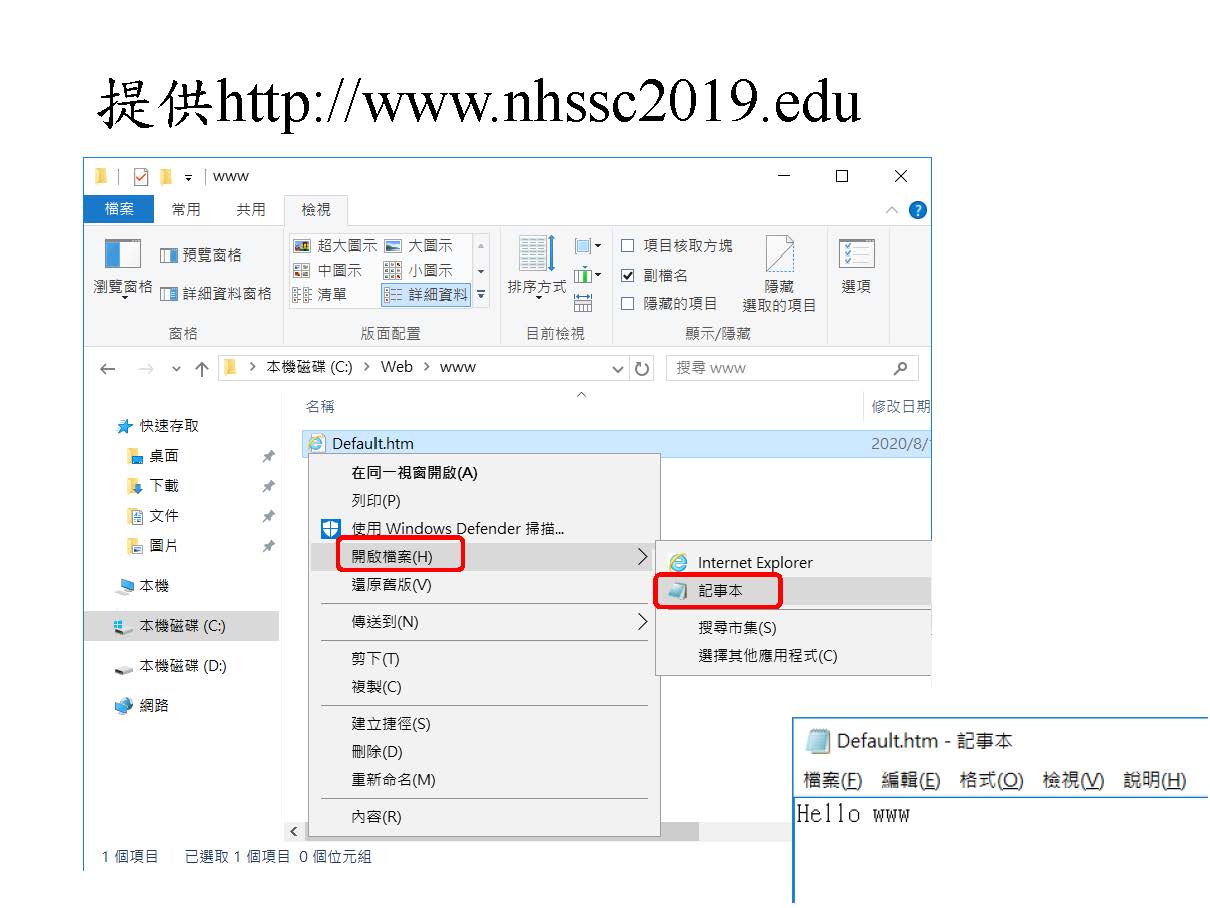 提供http://www.nhssc2019.edu
www
檔案 常用 共用 檢視
瀏覽窗格
預覽窗格
詳細資料窗格
窗格
超大圖示 大圖示
中圖示 小圖示
清單 詳細資料
版面配置
排序方式
目前檢視
項目核取方塊
副檔名
隱藏的項目
隱藏
選取的項目
顯示/隱藏
選項
本機磁碟 (C:) > Web > www
搜尋 www
名稱 修改日期
快速存取
桌面
下載
文件
圖片
本機
本機磁碟 (C:)
本機磁碟 (D:)
網路
Default.htm 2020/8/
在同一視窗開啟(A)
列印(P)
使用 Windows Defender 掃描...
開啟檔案(H)
還原舊版(V)
傳送到(N)
剪下(T)
複製(C)
建立捷徑(S)
刪除(D)
重新命名(M)
內容(R)
Internet Explorer
記事本
搜尋市集(S)
選擇其他應用程式(C)
1 個項目 已選取 1 個項目 0 個位元組
Default.htm - 記事本
檔案(F) 編輯(E) 格式(O) 檢視(V) 說明(H)
Hello www